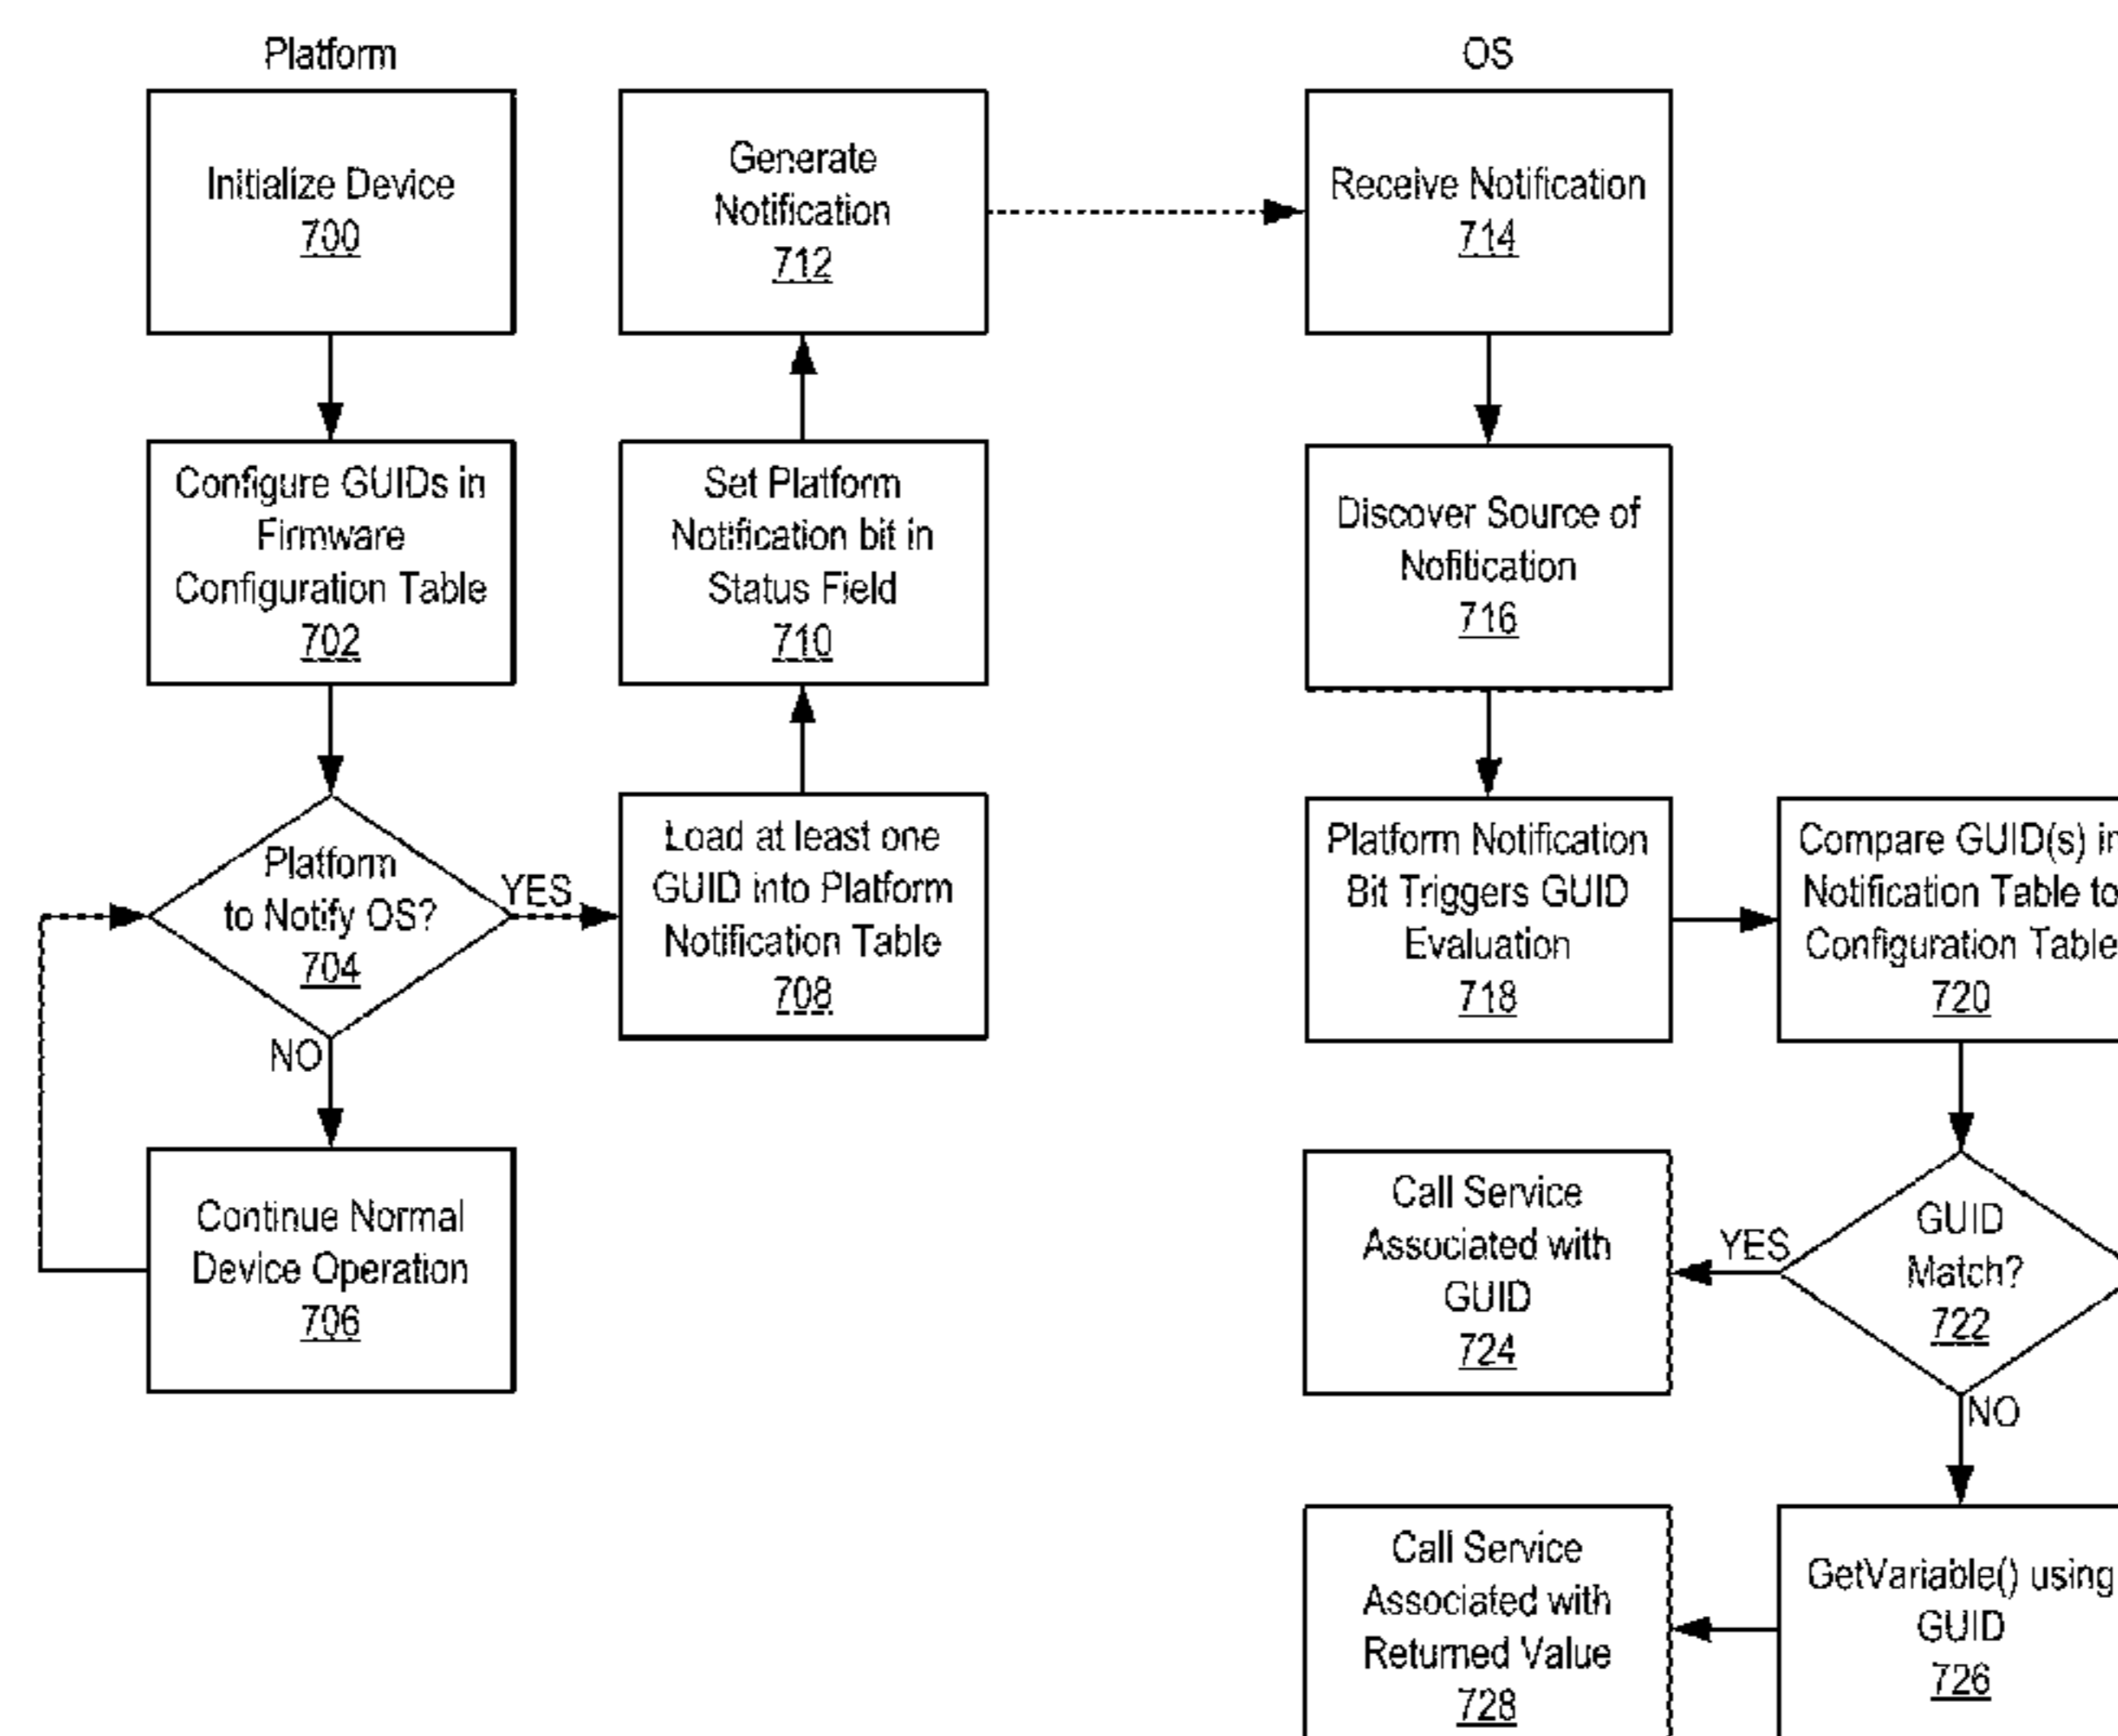 Platform
Initialize Device
700
Configure GUIDs in
Firmware
Configuration Table
702
Platform
to Notify OS?
704
YES
NO
Continue Normal
Device Operation
706
Load at least one
GUID into Platform
Notification Table
708
Set Platform
Notification bit in
Status Field
710
Generate
Notification
712
OS
Receive Notification
714
Discover Source of
Nofitication
716
Platform Notification
Bit Triggers GUID
Evaluation
718
Compare GUID(s) in
Notification Table to
Configuration Table
720
GUID
Match?
722
YES
Call Service
Associated with
GUID
724
NO
GetVariable() using
GUID
726
Call Service
Associated with
Returned Value
728